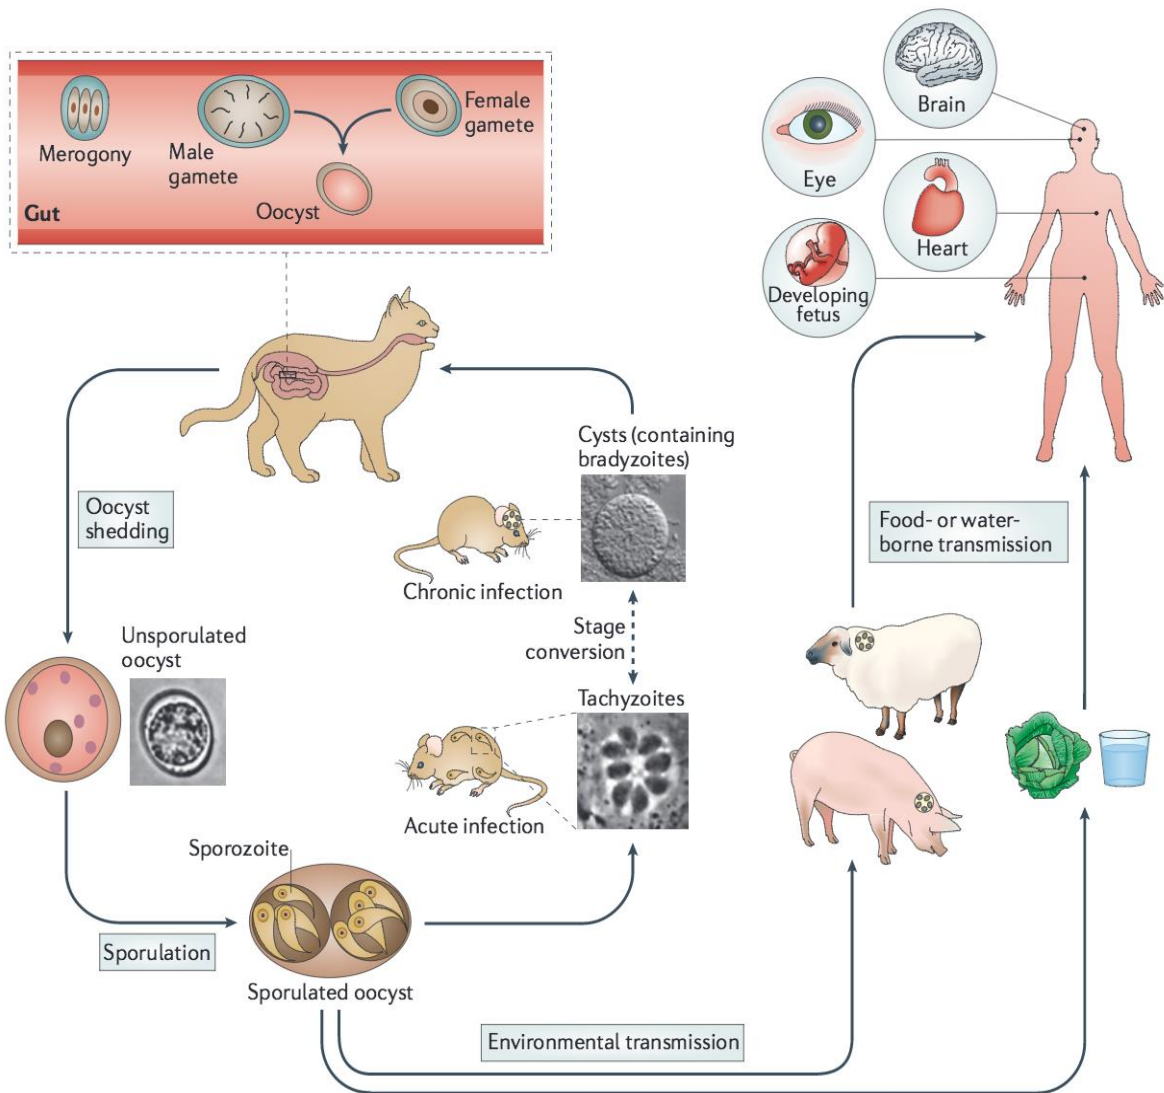 Merogony
Male
gamete
Female
gamete
Oocyst
Gut
Brain
Eye
Heart
Developing
fetus
Oocyst
shedding
Cysts (containing
bradyzoites)
Chronic infection
Stage
conversion
Tachyzoites
Acute infection
Unsporulated
oocyst
Sporozoite
Sporulation
Sporulated oocyst
Environmental transmission
Food- or water-
borne transmission